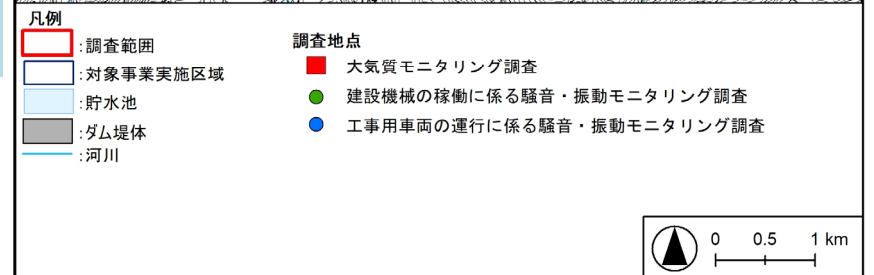 凡例
:調査範囲
:対象事業実施区域
:貯水池
:ダム堤体
:河川
調査地点
大気質モニタリング調査
建設機械の稼働に係る騒音・振動モニタリング調査
工事用車両の運行に係る騒音・振動モニタリング調査
0 0.5 1 km